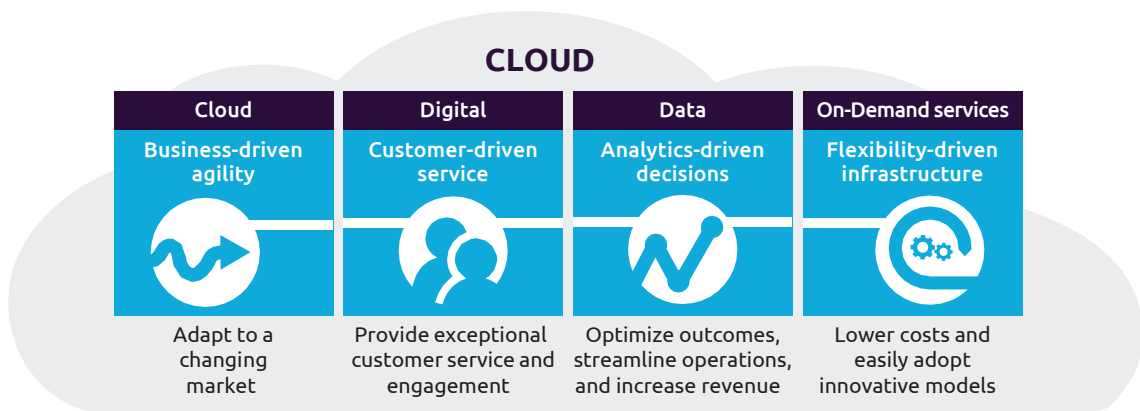 CLOUD
Cloud
Business-driven
agility
Adapt to a
changing
market
Digital
Customer-driven
service
Provide exceptional
customer service and
engagement
Data
Analytics-driven
decisions
Optimize outcomes,
streamline operations,
and increase revenue
On-Demand services
Flexibility-driven
infrastructure
Lower costs and
easily adopt
innovative models